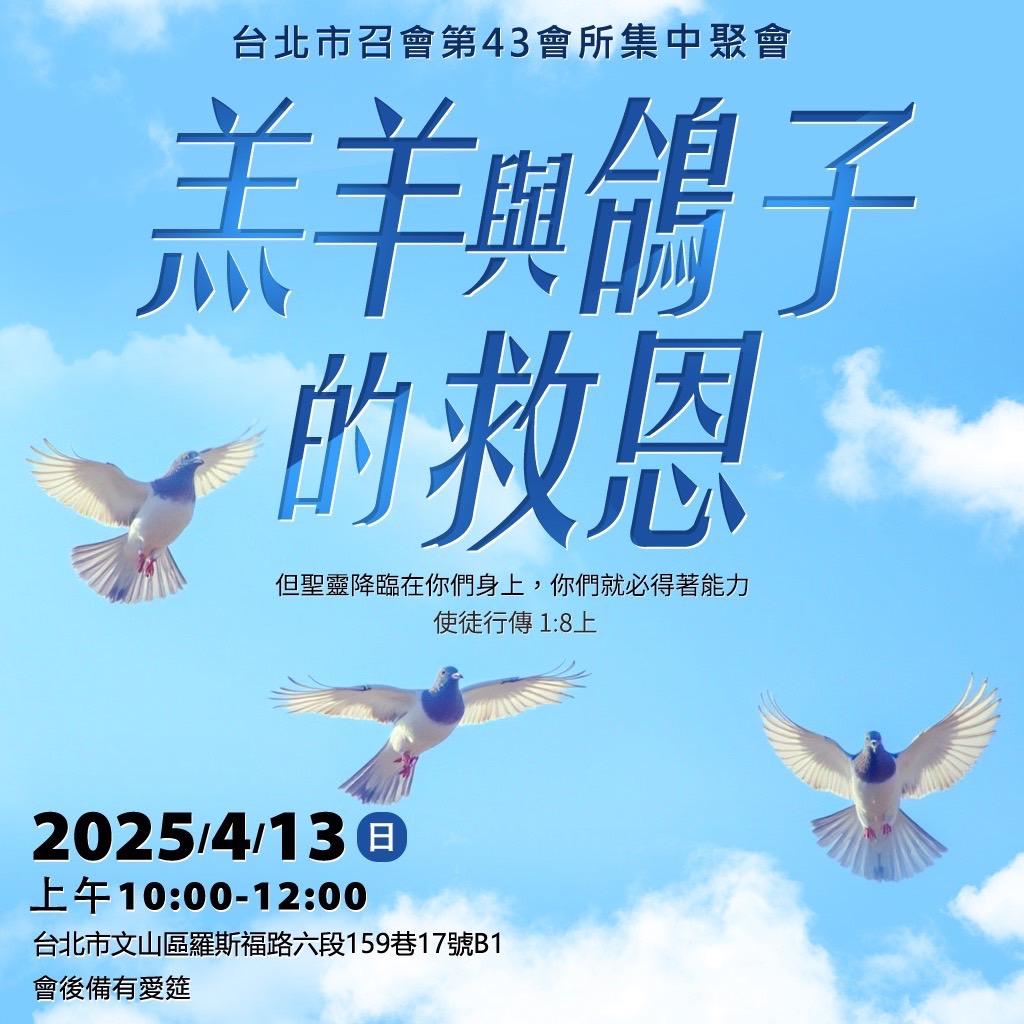 台北市召會第43會所集中聚會
羔羊與鴿子
的救恩
但聖靈降臨在你們身上，你們就必得著能力
使徒行傳 1:8上
2025/4/13 日
上午10:00-12:00
台北市文山區羅斯福路六段159巷17號B1
會後備有愛筵